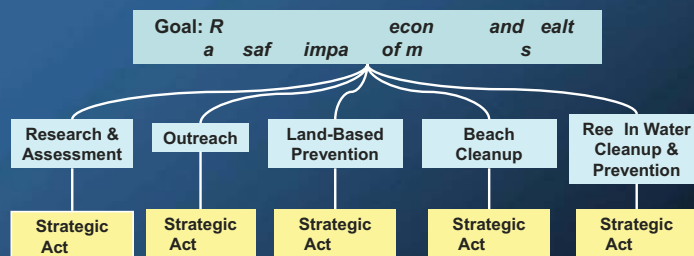 Goal: R econ and ealt
a saf impa of m s
Research &
Assessment
Outreach
Land-Based
Prevention
Beach
Cleanup
Ree In Water
Cleanup &
Prevention
Strategic
Act
Strategic
Act
Strategic
Act
Strategic
Act
Strategic
Act